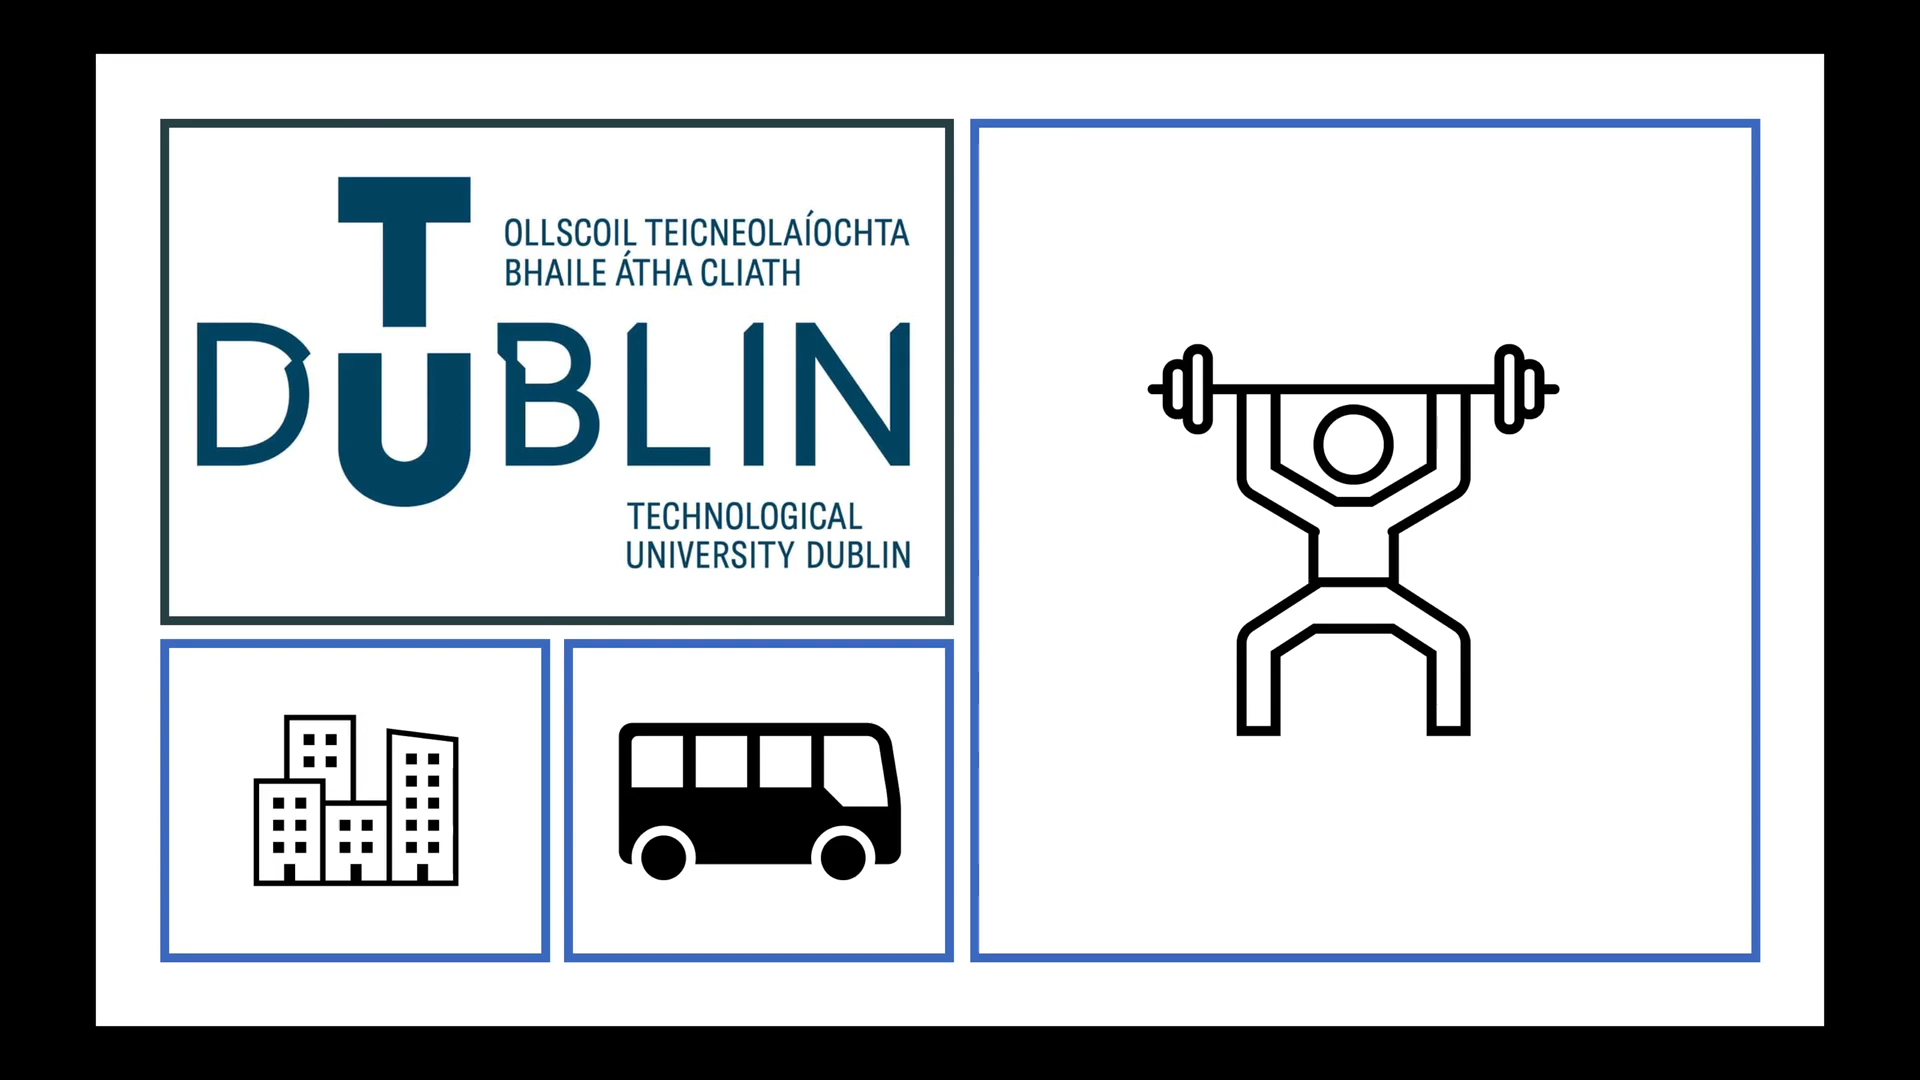 TU
OLLSCOIL TEICNEOLAÍOCHTA
BHAILE ÁTHA CLIATH
DUBLIN
TECHNOLOGICAL
UNIVERSITY DUBLIN